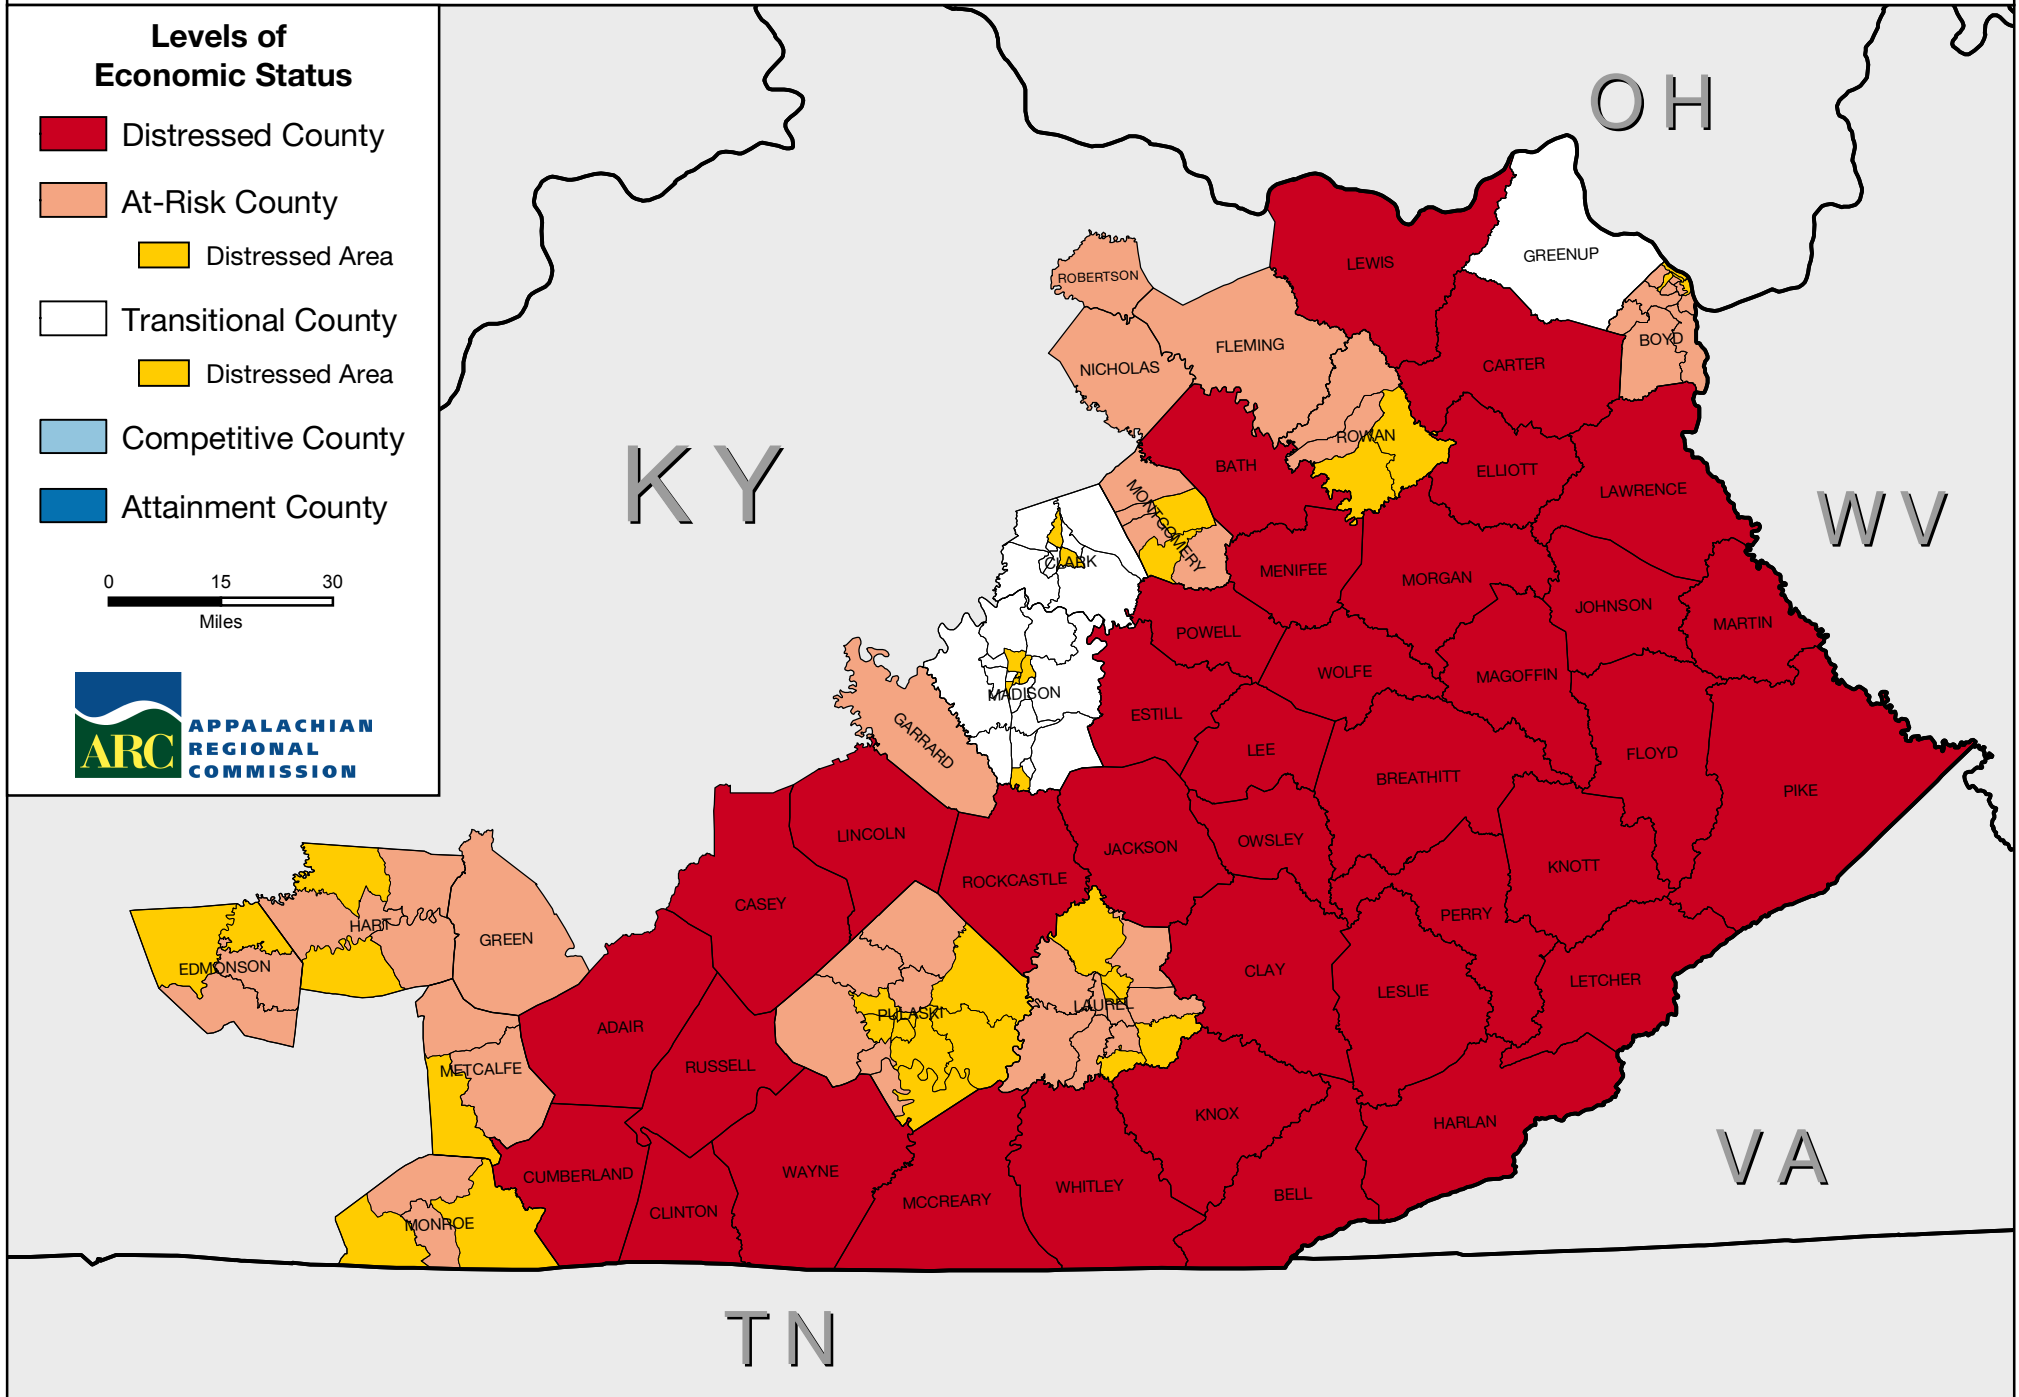 Levels of
Economic Status
Distressed County
At-Risk County
Distressed Area
Transitional County
Distressed Area
Competitive County
Attainment County
0 15 30
Miles
ARC
APPALACHIAN
REGIONAL
COMMISSION
OH
KY
WV
VA
TN
LEWIS
GREENUP
ROBERTSON
FLEMING
BOYD
NICHOLAS
CARTER
ROWAN
BATH
ELLIOTT
LAWRENCE
MONTGOMERY
CLARK
MENIFEE
MORGAN
JOHNSON
MARTIN
POWELL
WOLFE
MAGOFFIN
MADISON
ESTILL
GARRARD
LEE
FLOYD
BREATHITT
PIKE
LINCOLN
JACKSON
OWSLEY
KNOTT
ROCKCASTLE
CASEY
PERRY
HART
GREEN
EDMONSON
CLAY
LETCHER
LESLIE
PULASKI
LAUREL
ADAIR
RUSSELL
METCALFE
KNOX
HARLAN
CUMBERLAND
WAYNE
WHITLEY
BELL
MCCREARY
CLINTON
MONROE